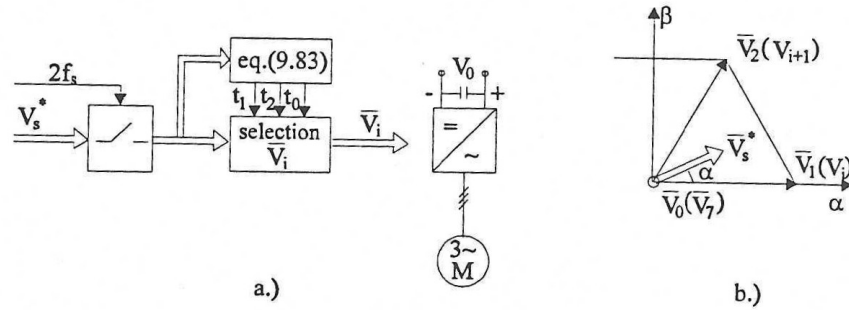 2f_s
V_s*
eq.(9.83)
t_1 t_2 t_0
selection
V̅_i
V̅_i
V_0
- +
=
~
3~
M
a.)
β
V̅_2(V_{i+1})
V̅_s*
α
V̅_1(V_i)
V̅_0(V̅_7)
α
b.)